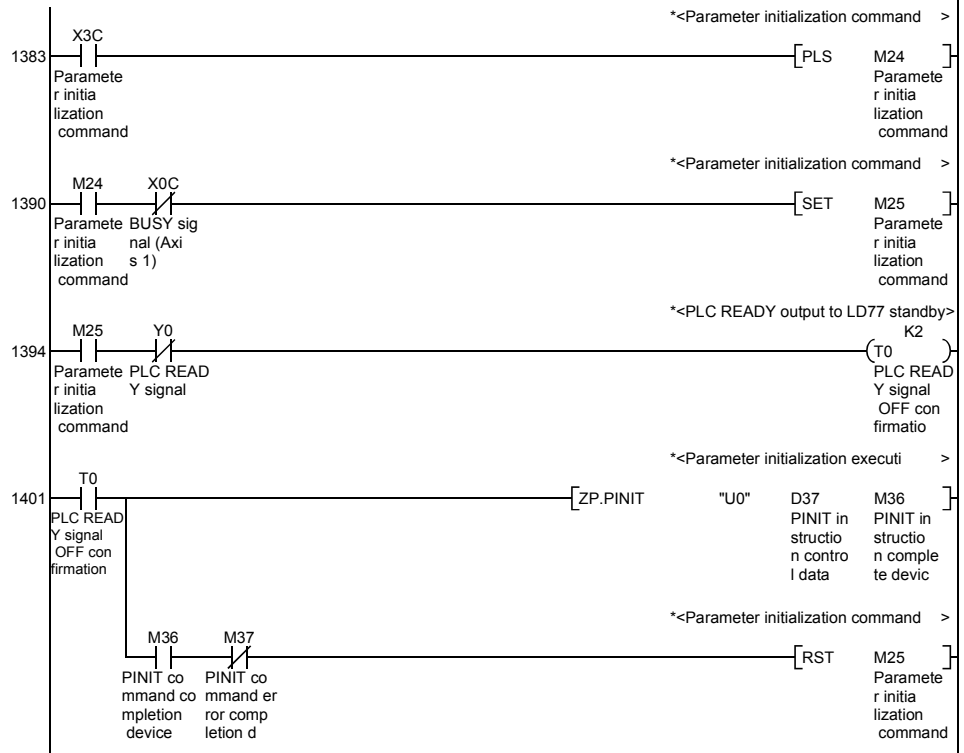 *<Parameter initialization command >
X3C
1383
PLS M24
Paramete
r initia
lization
command
Paramete
r initia
lization
command
*<Parameter initialization command >
M24 X0C
1390
SET M25
Paramete
r initia
lization
command
BUSY sig
nal (Axi
s 1)
Paramete
r initia
lization
command
*<PLC READY output to LD77 standby>
M25 Y0
K2
1394
T0
Paramete
r initia
lization
command
PLC READ
Y signal
PLC READ
Y signal
OFF con
firmatio
*<Parameter initialization executi >
T0
1401
ZP.PINIT "U0" D37 M36
PLC READ
Y signal
OFF con
firmation
PINIT in
structio
n contro
l data
PINIT in
structio
n comple
te devic
*<Parameter initialization command >
M36 M37
RST M25
PINIT co
mmand co
mpletion
device
PINIT co
mmand er
ror comp
letion d
Paramete
r initia
lization
command